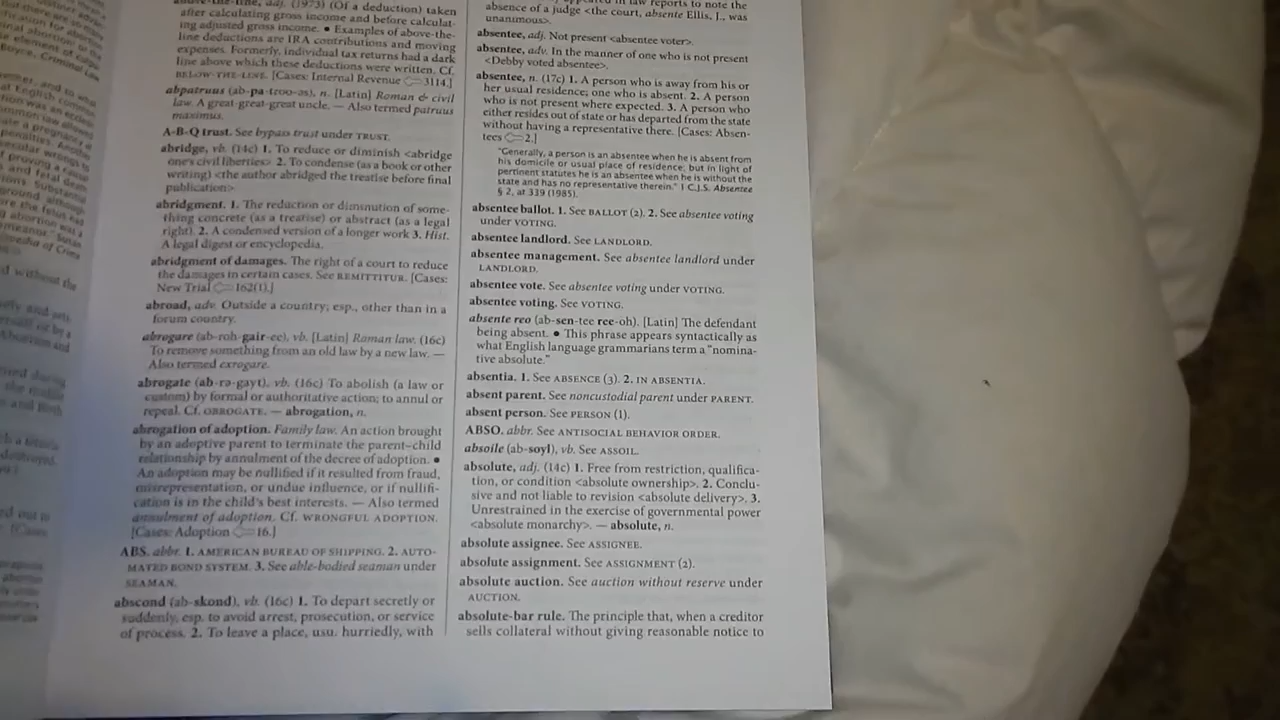 above-the-line, adj. (1973) (Of a deduction) taken
after calculating gross income and before calculat-
ing adjusted gross income. • Examples of above-the-
line deductions are IRA contributions and moving
expenses. Formerly, individual tax returns had a dark
line above which these deductions were written. Cf.
BELOW-THE-LINE. [Cases: Internal Revenue 3114.]
abpatruus (ab-pa-troo-əs), n. [Latin] Roman & civil
law. A great-great-great uncle. — Also termed patruus
maximus.
A-B-Q trust. See bypass trust under TRUST.
abridge, vb. (14c) 1. To reduce or diminish <abridge
one's civil liberties> 2. To condense (as a book or other
writing) <the author abridged the treatise before final
publication>
abridgment. 1. The reduction or diminution of some-
thing concrete (as a treatise) or abstract (as a legal
right). 2. A condensed version of a longer work 3. Hist.
A legal digest or encyclopedia.
abridgment of damages. The right of a court to reduce
the damages in certain cases. See REMITTITUR. [Cases:
New Trial 162(1).]
abroad, adv. Outside a country; esp., other than in a
forum country.
abrogare (ab-roh-gair-ee), vb. [Latin] Roman law. (16c)
To remove something from an old law by a new law. —
Also termed exrogare.
abrogate (ab-rə-gayt), vb. (16c) To abolish (a law or
custom) by formal or authoritative action; to annul or
repeal. Cf. OBROGATE. — abrogation, n.
abrogation of adoption. Family law. An action brought
by an adoptive parent to terminate the parent–child
relationship by annulment of the decree of adoption. •
An adoption may be nullified if it resulted from fraud,
misrepresentation, or undue influence, or if nullifi-
cation is in the child's best interests. — Also termed
annulment of adoption. Cf. WRONGFUL ADOPTION.
[Cases: Adoption 16.]
ABS. abbr. 1. AMERICAN BUREAU OF SHIPPING. 2. AUTO-
MATED BOND SYSTEM. 3. See able-bodied seaman under
SEAMAN.
abscond (ab-skond), vb. (16c) 1. To depart secretly or
suddenly, esp. to avoid arrest, prosecution, or service
of process. 2. To leave a place, usu. hurriedly, with
in law reports to note the
absence of a judge <the court, absente Ellis, J., was
unanimous>.
absentee, adj. Not present <absentee voter>.
absentee, adv. In the manner of one who is not present
<Debby voted absentee>.
absentee, n. (17c) 1. A person who is away from his or
her usual residence; one who is absent. 2. A person
who is not present where expected. 3. A person who
either resides out of state or has departed from the state
without having a representative there. [Cases: Absen-
tees 2.]
"Generally, a person is an absentee when he is absent from
his domicile or usual place of residence; but in light of
pertinent statutes he is an absentee when he is without the
state and has no representative therein." 1 C.J.S. Absentee
§ 2, at 339 (1985).
absentee ballot. 1. See BALLOT (2). 2. See absentee voting
under VOTING.
absentee landlord. See LANDLORD.
absentee management. See absentee landlord under
LANDLORD.
absentee vote. See absentee voting under VOTING.
absentee voting. See VOTING.
absente reo (ab-sen-tee ree-oh). [Latin] The defendant
being absent. • This phrase appears syntactically as
what English language grammarians term a "nomina-
tive absolute."
absentia. 1. See ABSENCE (3). 2. IN ABSENTIA.
absent parent. See noncustodial parent under PARENT.
absent person. See PERSON (1).
ABSO. abbr. See ANTISOCIAL BEHAVIOR ORDER.
absoile (ab-soyl), vb. See ASSOIL.
absolute, adj. (14c) 1. Free from restriction, qualifica-
tion, or condition <absolute ownership>. 2. Conclu-
sive and not liable to revision <absolute delivery>. 3.
Unrestrained in the exercise of governmental power
<absolute monarchy>. — absolute, n.
absolute assignee. See ASSIGNEE.
absolute assignment. See ASSIGNMENT (2).
absolute auction. See auction without reserve under
AUCTION.
absolute-bar rule. The principle that, when a creditor
sells collateral without giving reasonable notice to